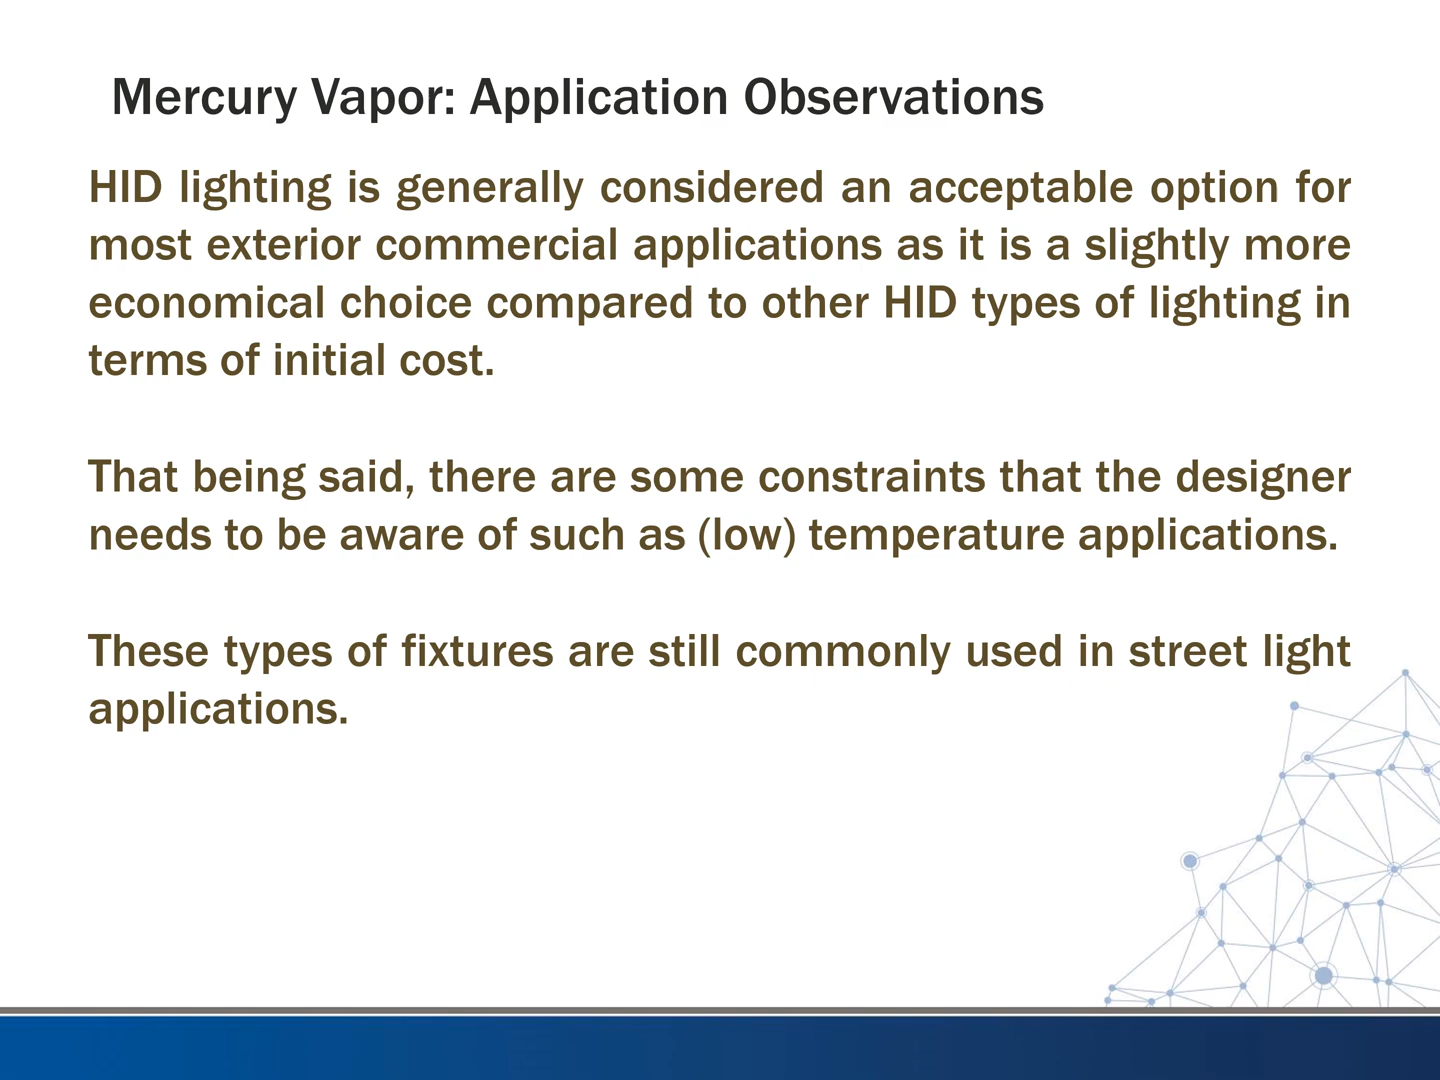 Mercury Vapor: Application Observations
HID lighting is generally considered an acceptable option for
most exterior commercial applications as it is a slightly more
economical choice compared to other HID types of lighting in
terms of initial cost.
That being said, there are some constraints that the designer
needs to be aware of such as (low) temperature applications.
These types of fixtures are still commonly used in street light
applications.